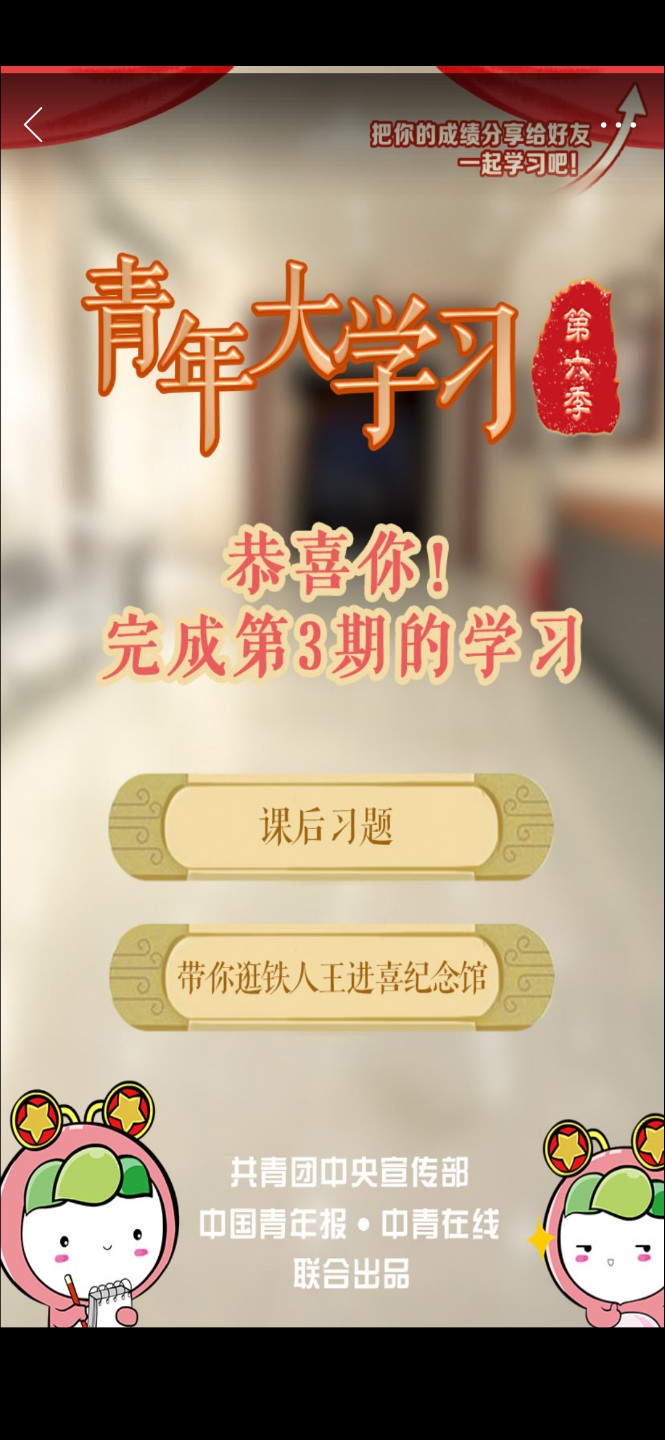 把你的成绩分享给好友
一起学习吧！
青年大学习
第六季
恭喜你！
完成第3期的学习
课后习题
带你逛铁人王进喜纪念馆
共青团中央宣传部
中国青年报·中青在线
联合出品